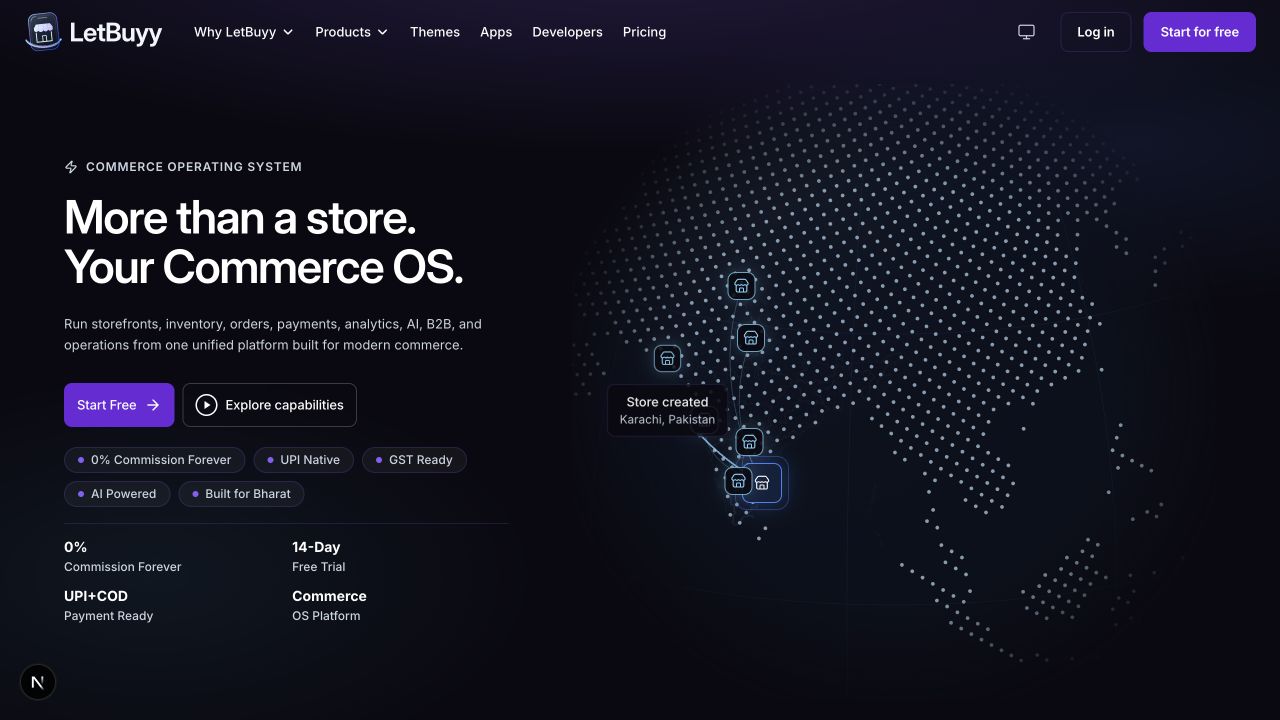 LetBuyy
Why LetBuyy
Products
Themes
Apps
Developers
Pricing
Log in
Start for free
COMMERCE OPERATING SYSTEM
More than a store.
Your Commerce OS.
Run storefronts, inventory, orders, payments, analytics, AI, B2B, and
operations from one unified platform built for modern commerce.
Start Free
Explore capabilities
0% Commission Forever
UPI Native
GST Ready
AI Powered
Built for Bharat
0%
Commission Forever
14-Day
Free Trial
UPI+COD
Payment Ready
Commerce
OS Platform
Store created
Karachi, Pakistan
N